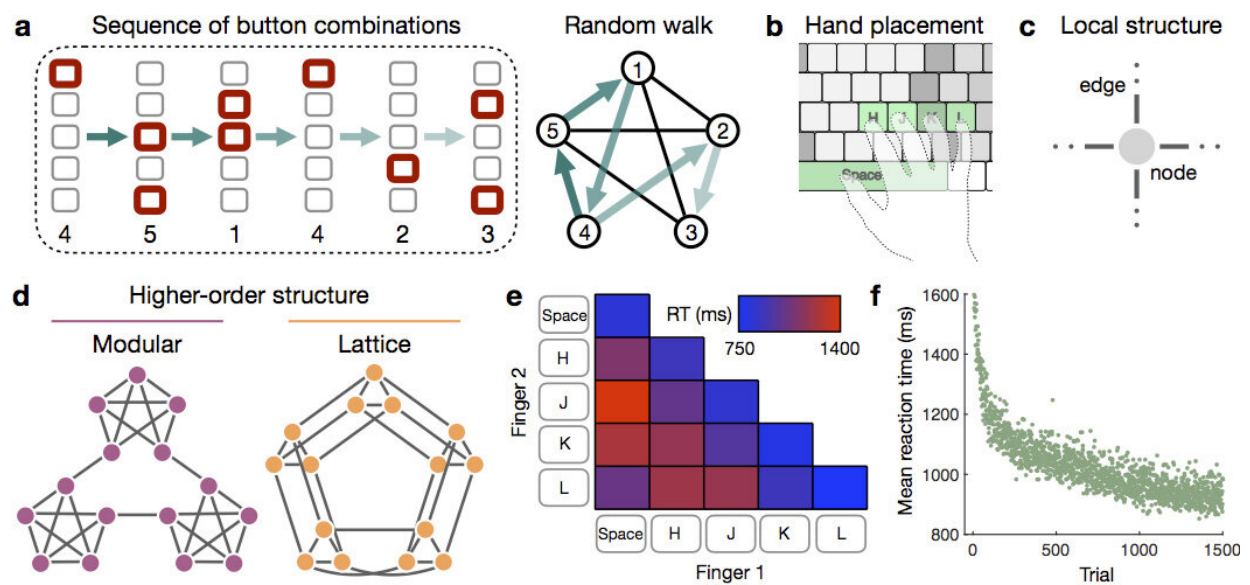 a Sequence of button combinations
4 5 1 4 2 3
Random walk
1
5 2
4 3
b Hand placement
H J K L
Space
c Local structure
edge
node
d Higher-order structure
Modular Lattice
e
RT (ms)
750 1400
Finger 2
Space
H
J
K
L
Space H J K L
Finger 1
f
Mean reaction time (ms)
1600
1400
1200
1000
800
0 500 1000 1500
Trial